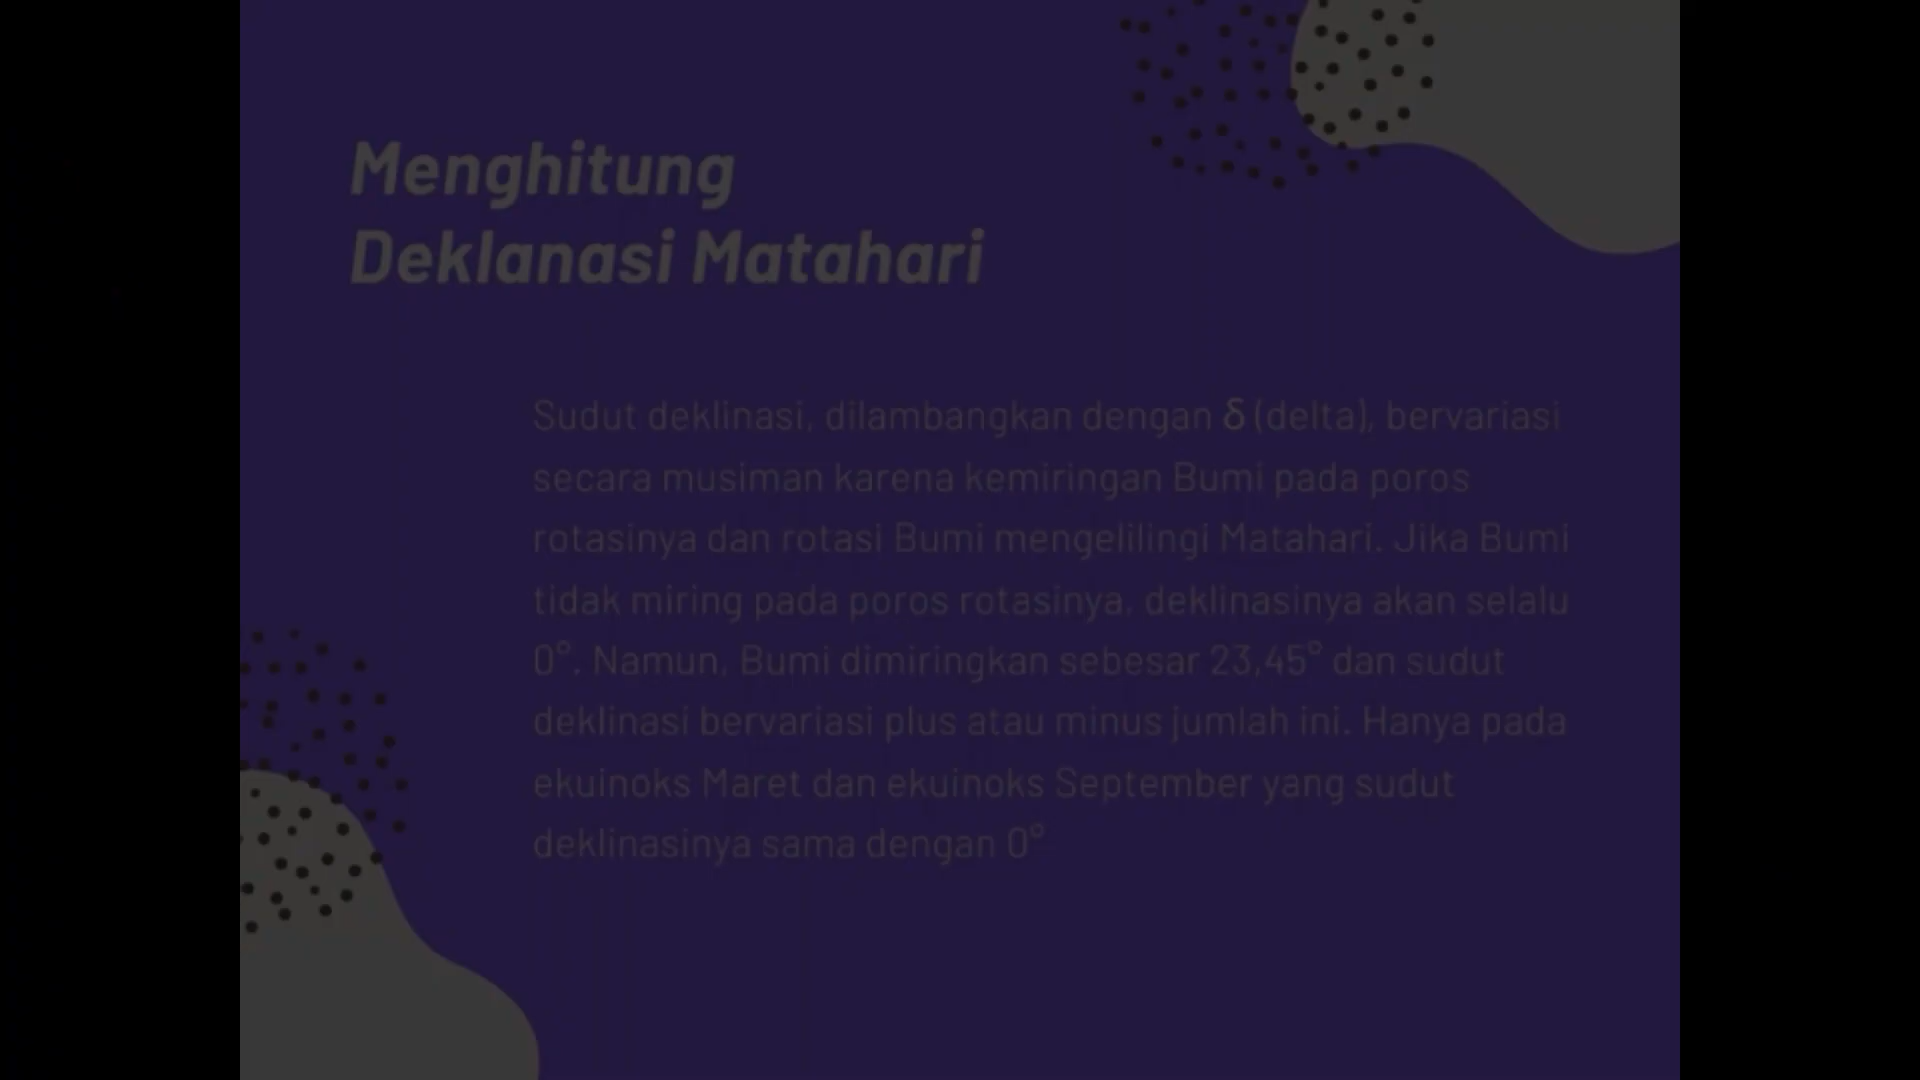 Menghitung
Deklanasi Matahari
Sudut deklinasi, dilambangkan dengan δ (delta), bervariasi
secara musiman karena kemiringan Bumi pada poros
rotasinya dan rotasi Bumi mengelilingi Matahari. Jika Bumi
tidak miring pada poros rotasinya, deklinasinya akan selalu
0°. Namun, Bumi dimiringkan sebesar 23,45° dan sudut
deklinasi bervariasi plus atau minus jumlah ini. Hanya pada
ekuinoks Maret dan ekuinoks September yang sudut
deklinasinya sama dengan 0°